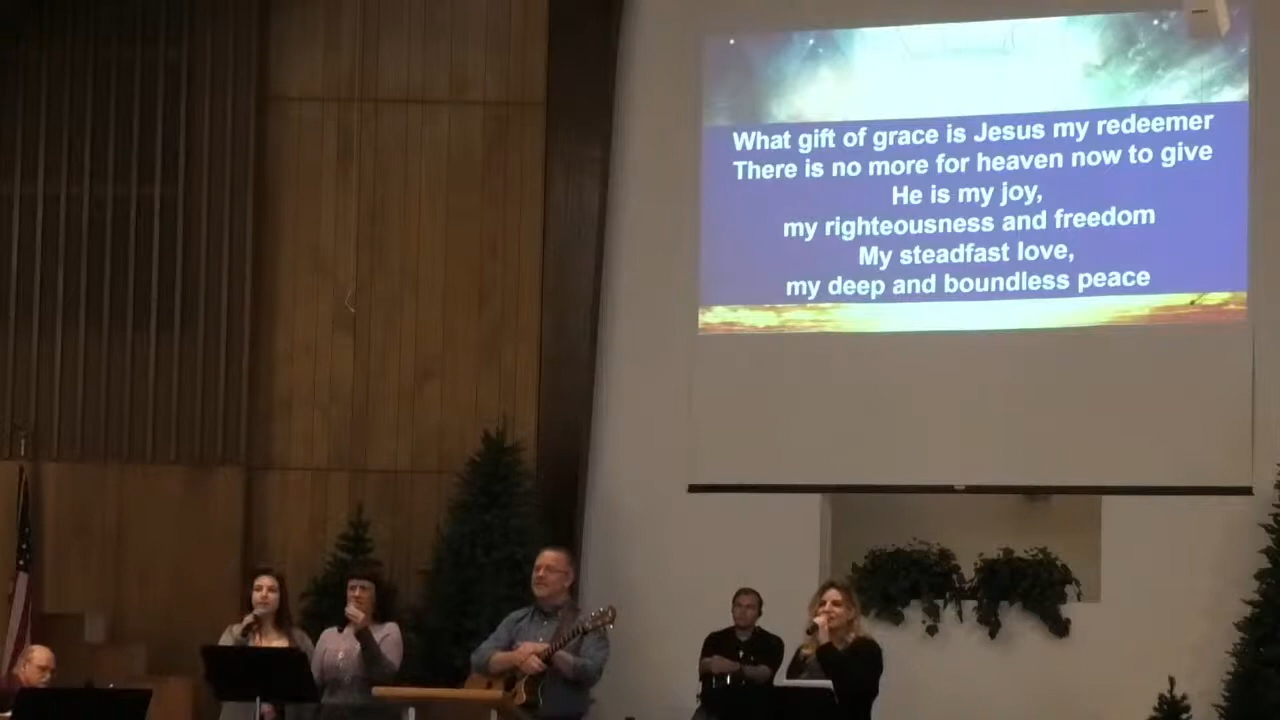 What gift of grace is Jesus my redeemer
There is no more for heaven now to give
He is my joy,
my righteousness and freedom
My steadfast love,
my deep and boundless peace